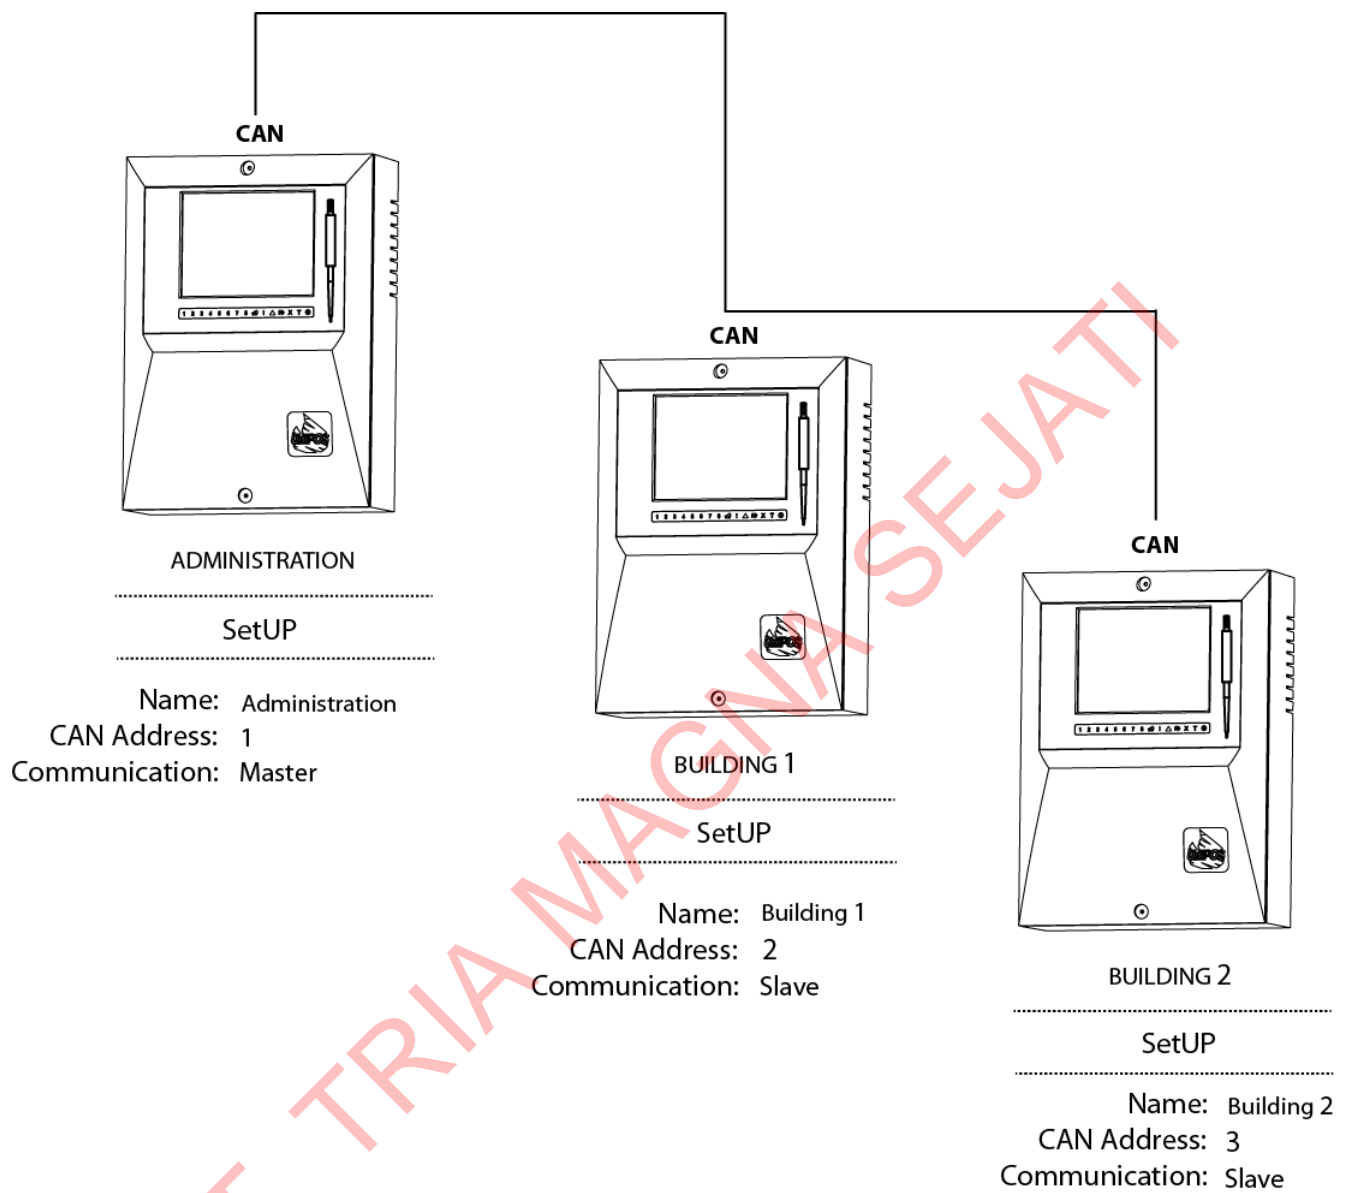 CAN
ADMINISTRATION
SetUP
Name: Administration
CAN Address: 1
Communication: Master
CAN
BUILDING 1
SetUP
Name: Building 1
CAN Address: 2
Communication: Slave
CAN
BUILDING 2
SetUP
Name: Building 2
CAN Address: 3
Communication: Slave
TRIA MAGNA SEJATI